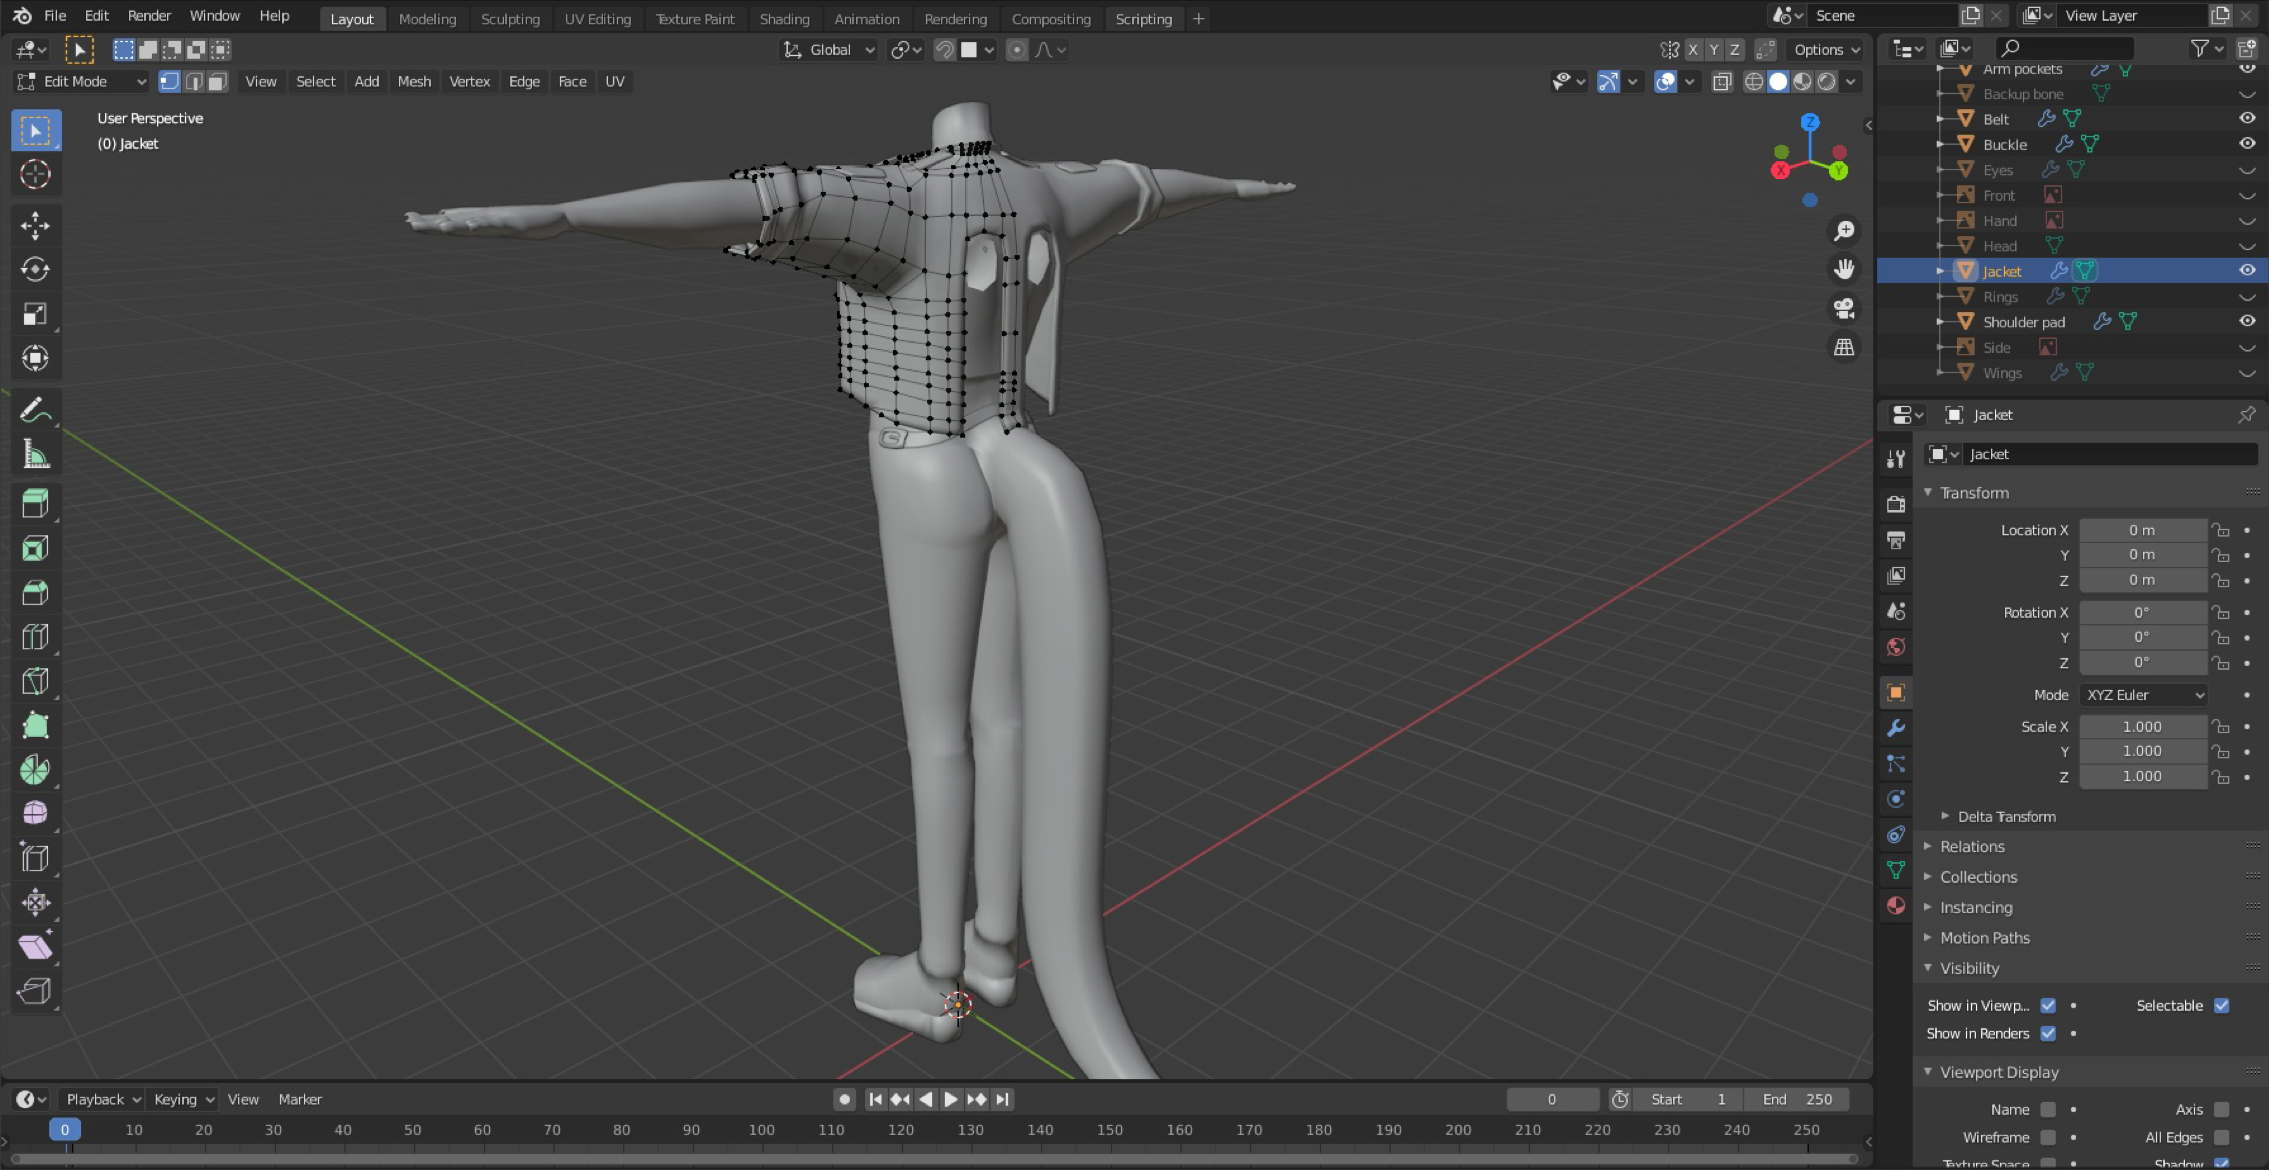 File Edit Render Window Help Layout Modeling Sculpting UV Editing Texture Paint Shading Animation Rendering Compositing Scripting + Scene View Layer
Global X Y Z Options
Edit Mode View Select Add Mesh Vertex Edge Face UV
User Perspective
(0) Jacket
Z
X
Y
Arm pockets
Backup bone
Belt
Buckle
Eyes
Front
Hand
Head
Jacket
Rings
Shoulder pad
Side
Wings
Jacket
Jacket
Transform
Location X 0 m
Y 0 m
Z 0 m
Rotation X 0°
Y 0°
Z 0°
Mode XYZ Euler
Scale X 1.000
Y 1.000
Z 1.000
Delta Transform
Relations
Collections
Instancing
Motion Paths
Visibility
Show in Viewp... Selectable
Show in Renders
Viewport Display
Name Axis
Wireframe All Edges
Texture Space Shadow
Playback Keying View Marker 0 Start 1 End 250
0 10 20 30 40 50 60 70 80 90 100 110 120 130 140 150 160 170 180 190 200 210 220 230 240 250